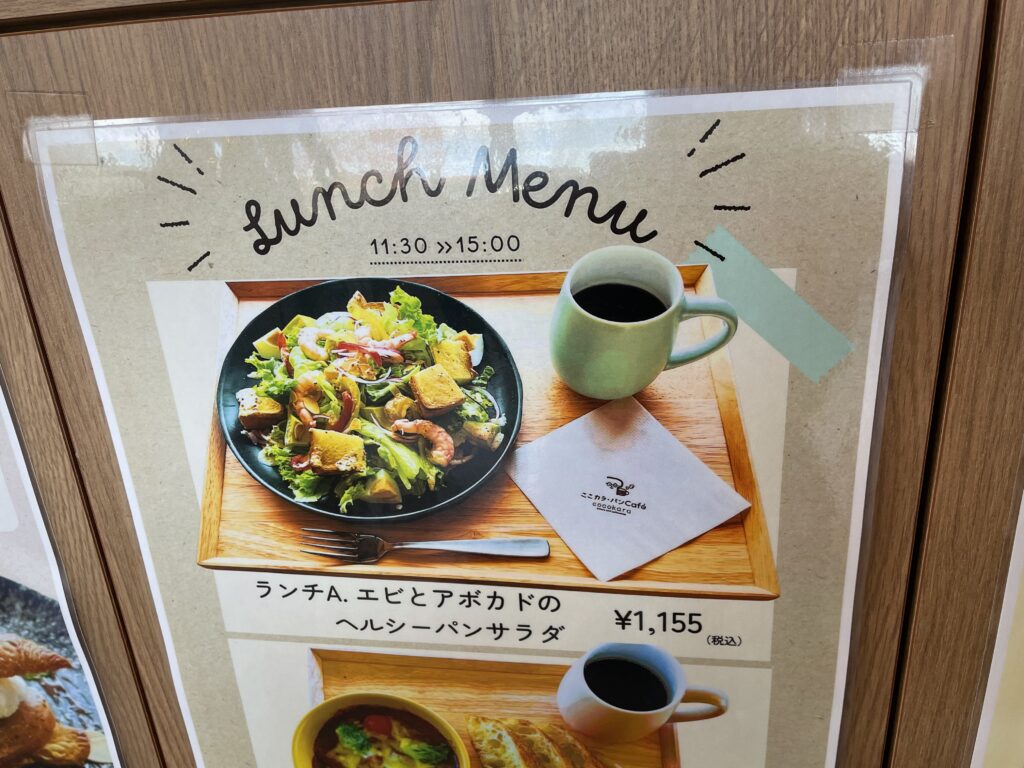 Lunch Menu
11:30 »15:00
ここカラ・パンCafé
cocokara
ランチA. エビとアボカドの
ヘルシーパンサラダ
¥1,155
(税込)